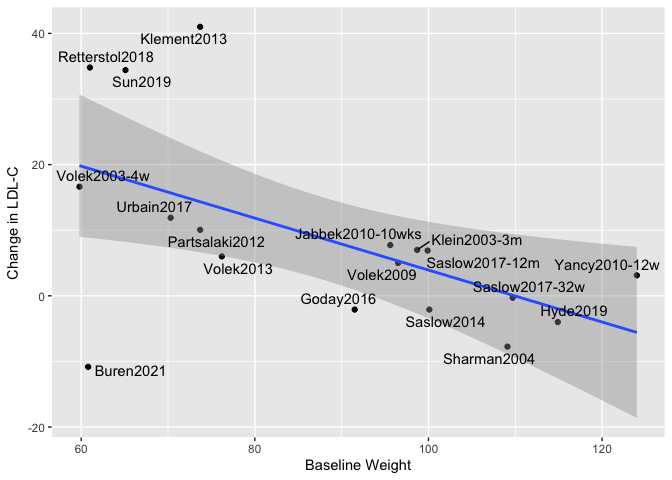 Klement2013
Retterstol2018
Sun2019
Volek2003-4w
Urbain2017
Partsalaki2012
Volek2013
Jabbek2010-10wks
Klein2003-3m
Saslow2017-12m
Yancy2010-12w
Volek2009
Saslow2017-32w
Goday2016
Hyde2019
Saslow2014
Sharman2004
Buren2021
40
20
0
-20
Change in LDL-C
60
80
100
120
Baseline Weight